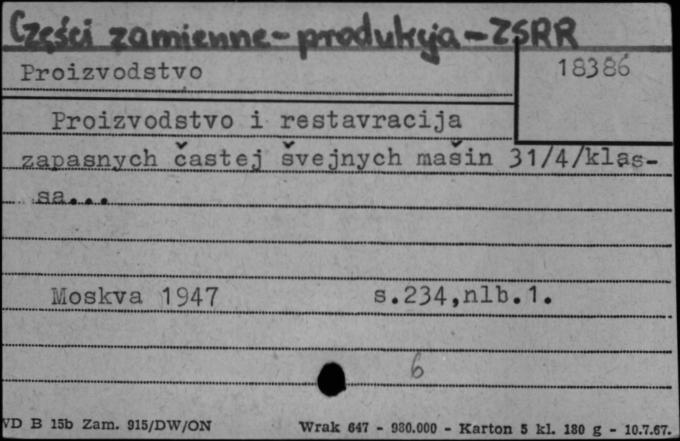 Części zamienne - produkcja - ZSRR
Proizvodstvo
18386
Proizvodstvo i restavracija
zapasnych častej švejnych mašin 31/4/klas-
sa...
Moskva 1947 s.234,nlb.1.
6
VD B 15b Zam. 915/DW/ON Wrak 647 - 980.000 - Karton 5 kl. 180 g - 10.7.67.